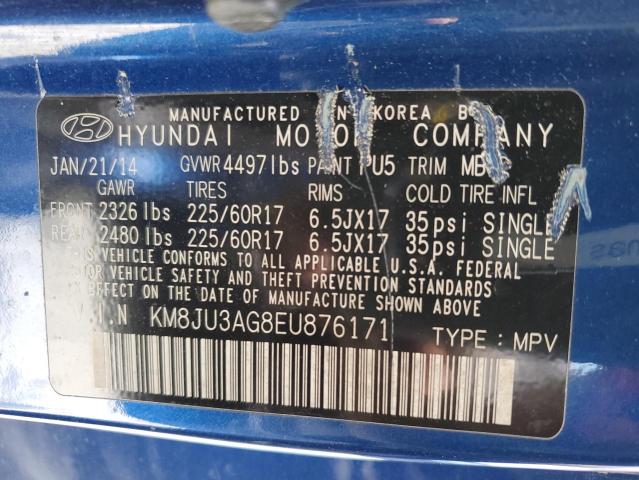 MANUFACTURED IN KOREA BY
HYUNDAI MOTOR COMPANY
JAN/21/14 GVWR 4497lbs PAINT PU5 TRIM MB
GAWR TIRES RIMS COLD TIRE INFL
FRONT 2326 lbs 225/60R17 6.5JX17 35psi SINGLE
REAR 2480 lbs 225/60R17 6.5JX17 35psi SINGLE
THIS VEHICLE CONFORMS TO ALL APPLICABLE U.S.A. FEDERAL
MOTOR VEHICLE SAFETY AND THEFT PREVENTION STANDARDS
IN EFFECT ON THE DATE OF MANUFACTURE SHOWN ABOVE.
V.I.N KM8JU3AG8EU876171 TYPE : MPV